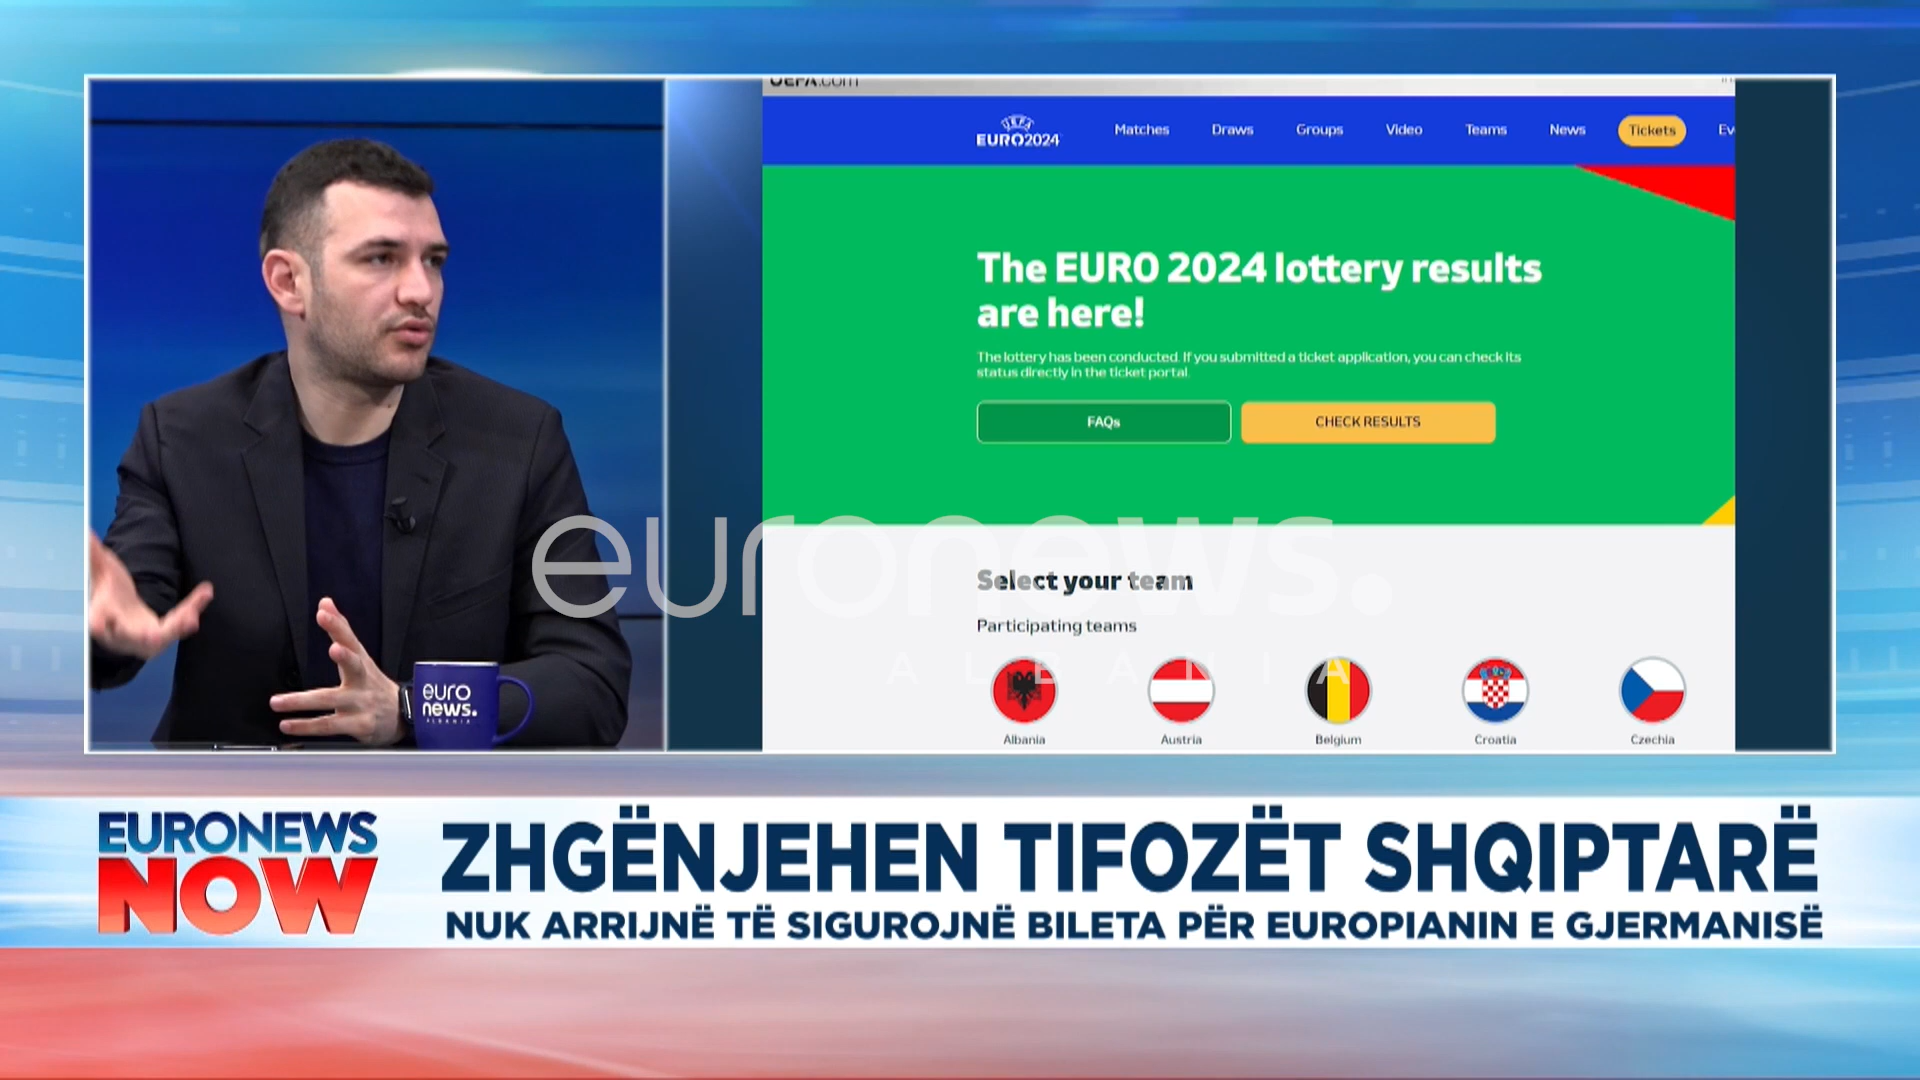 UEFA.com
UEFA
EURO2024
Matches
Draws
Groups
Video
Teams
News
Tickets
The EURO 2024 lottery results
are here!
The lottery has been conducted. If you submitted a ticket application, you can check its
status directly in the ticket portal.
FAQs
CHECK RESULTS
Select your team
Participating teams
Albania
Austria
Belgium
Croatia
Czechia
euronews.
ALBANIA
euro
news.
ALBANIA
EURONEWS
NOW
ZHGËNJEHEN TIFOZËT SHQIPTARË
NUK ARRIJNË TË SIGUROJNË BILETA PËR EUROPIANIN E GJERMANISË